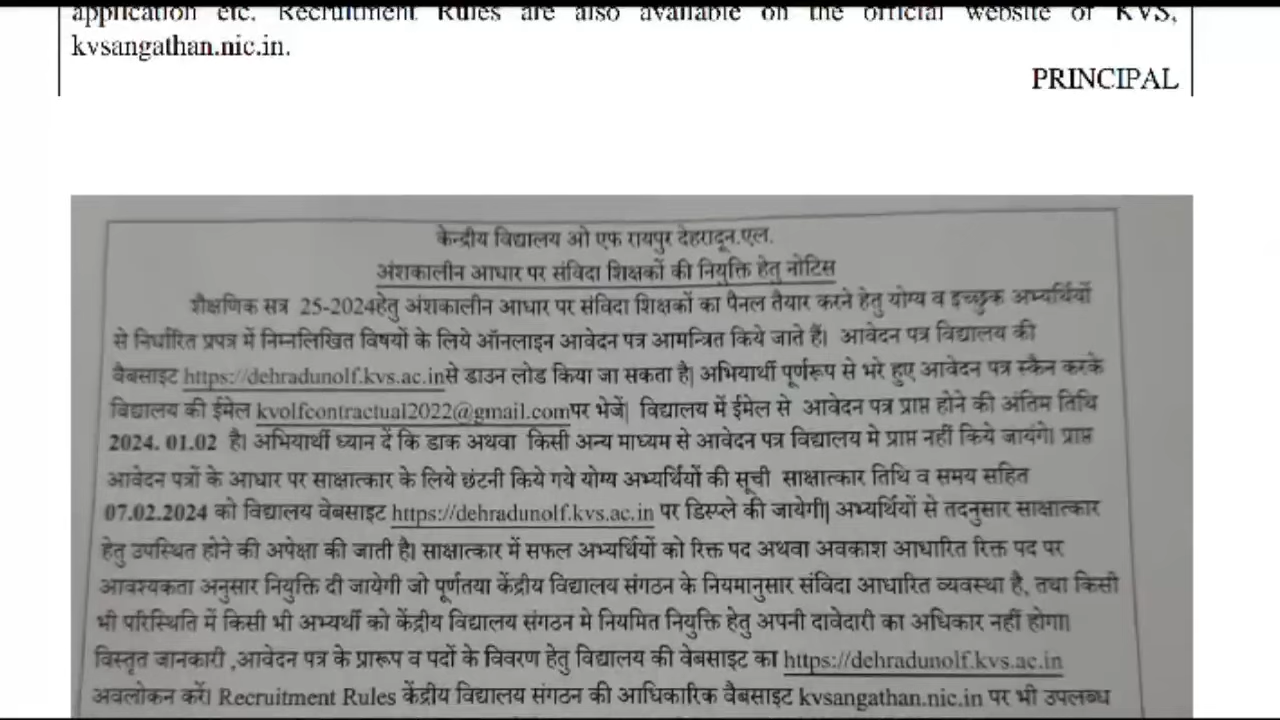 application etc. Recruitment Rules are also available on the official website of KVS,
kvsangathan.nic.in.
PRINCIPAL
केन्द्रीय विद्यालय ओ एफ रायपुर देहरादून.एल.
अंशकालीन आधार पर संविदा शिक्षकों की नियुक्ति हेतु नोटिस
शैक्षणिक सत्र 25-2024हेतु अंशकालीन आधार पर संविदा शिक्षकों का पैनल तैयार करने हेतु योग्य व इच्छुक अभ्यर्थियों
से निर्धारित प्रपत्र में निम्नलिखित विषयों के लिये ऑनलाइन आवेदन पत्र आमन्त्रित किये जाते हैं। आवेदन पत्र विद्यालय की
वैबसाइट https://dehradunolf.kvs.ac.inसे डाउन लोड किया जा सकता है| अभियार्थी पूर्णरूप से भरे हुए आवेदन पत्र स्कैन करके
विद्यालय की ईमेल kvolfcontractual2022@gmail.comपर भेजें| विद्यालय में ईमेल से आवेदन पत्र प्राप्त होने की अंतिम तिथि
2024. 01.02 है। अभियार्थी ध्यान दें कि डाक अथवा किसी अन्य माध्यम से आवेदन पत्र विद्यालय मे प्राप्त नहीं किये जायंगे। प्राप्त
आवेदन पत्रों के आधार पर साक्षात्कार के लिये छंटनी किये गये योग्य अभ्यर्थियों की सूची साक्षात्कार तिथि व समय सहित
07.02.2024 को विद्यालय वेबसाइट https://dehradunolf.kvs.ac.in पर डिस्प्ले की जायेगी| अभ्यर्थियों से तदनुसार साक्षात्कार
हेतु उपस्थित होने की अपेक्षा की जाती है। साक्षात्कार में सफल अभ्यर्थियों को रिक्त पद अथवा अवकाश आधारित रिक्त पद पर
आवश्यकता अनुसार नियुक्ति दी जायेगी जो पूर्णतया केंद्रीय विद्यालय संगठन के नियमानुसार संविदा आधारित व्यवस्था है, तथा किसी
भी परिस्थिति में किसी भी अभ्यर्थी को केंद्रीय विद्यालय संगठन मे नियमित नियुक्ति हेतु अपनी दावेदारी का अधिकार नहीं होगा।
विस्तृत जानकारी ,आवेदन पत्र के प्रारूप व पदों के विवरण हेतु विद्यालय की वेबसाइट का https://dehradunolf.kvs.ac.in
अवलोकन करें। Recruitment Rules केंद्रीय विद्यालय संगठन की आधिकारिक वैबसाइट kvsangathan.nic.in पर भी उपलब्ध